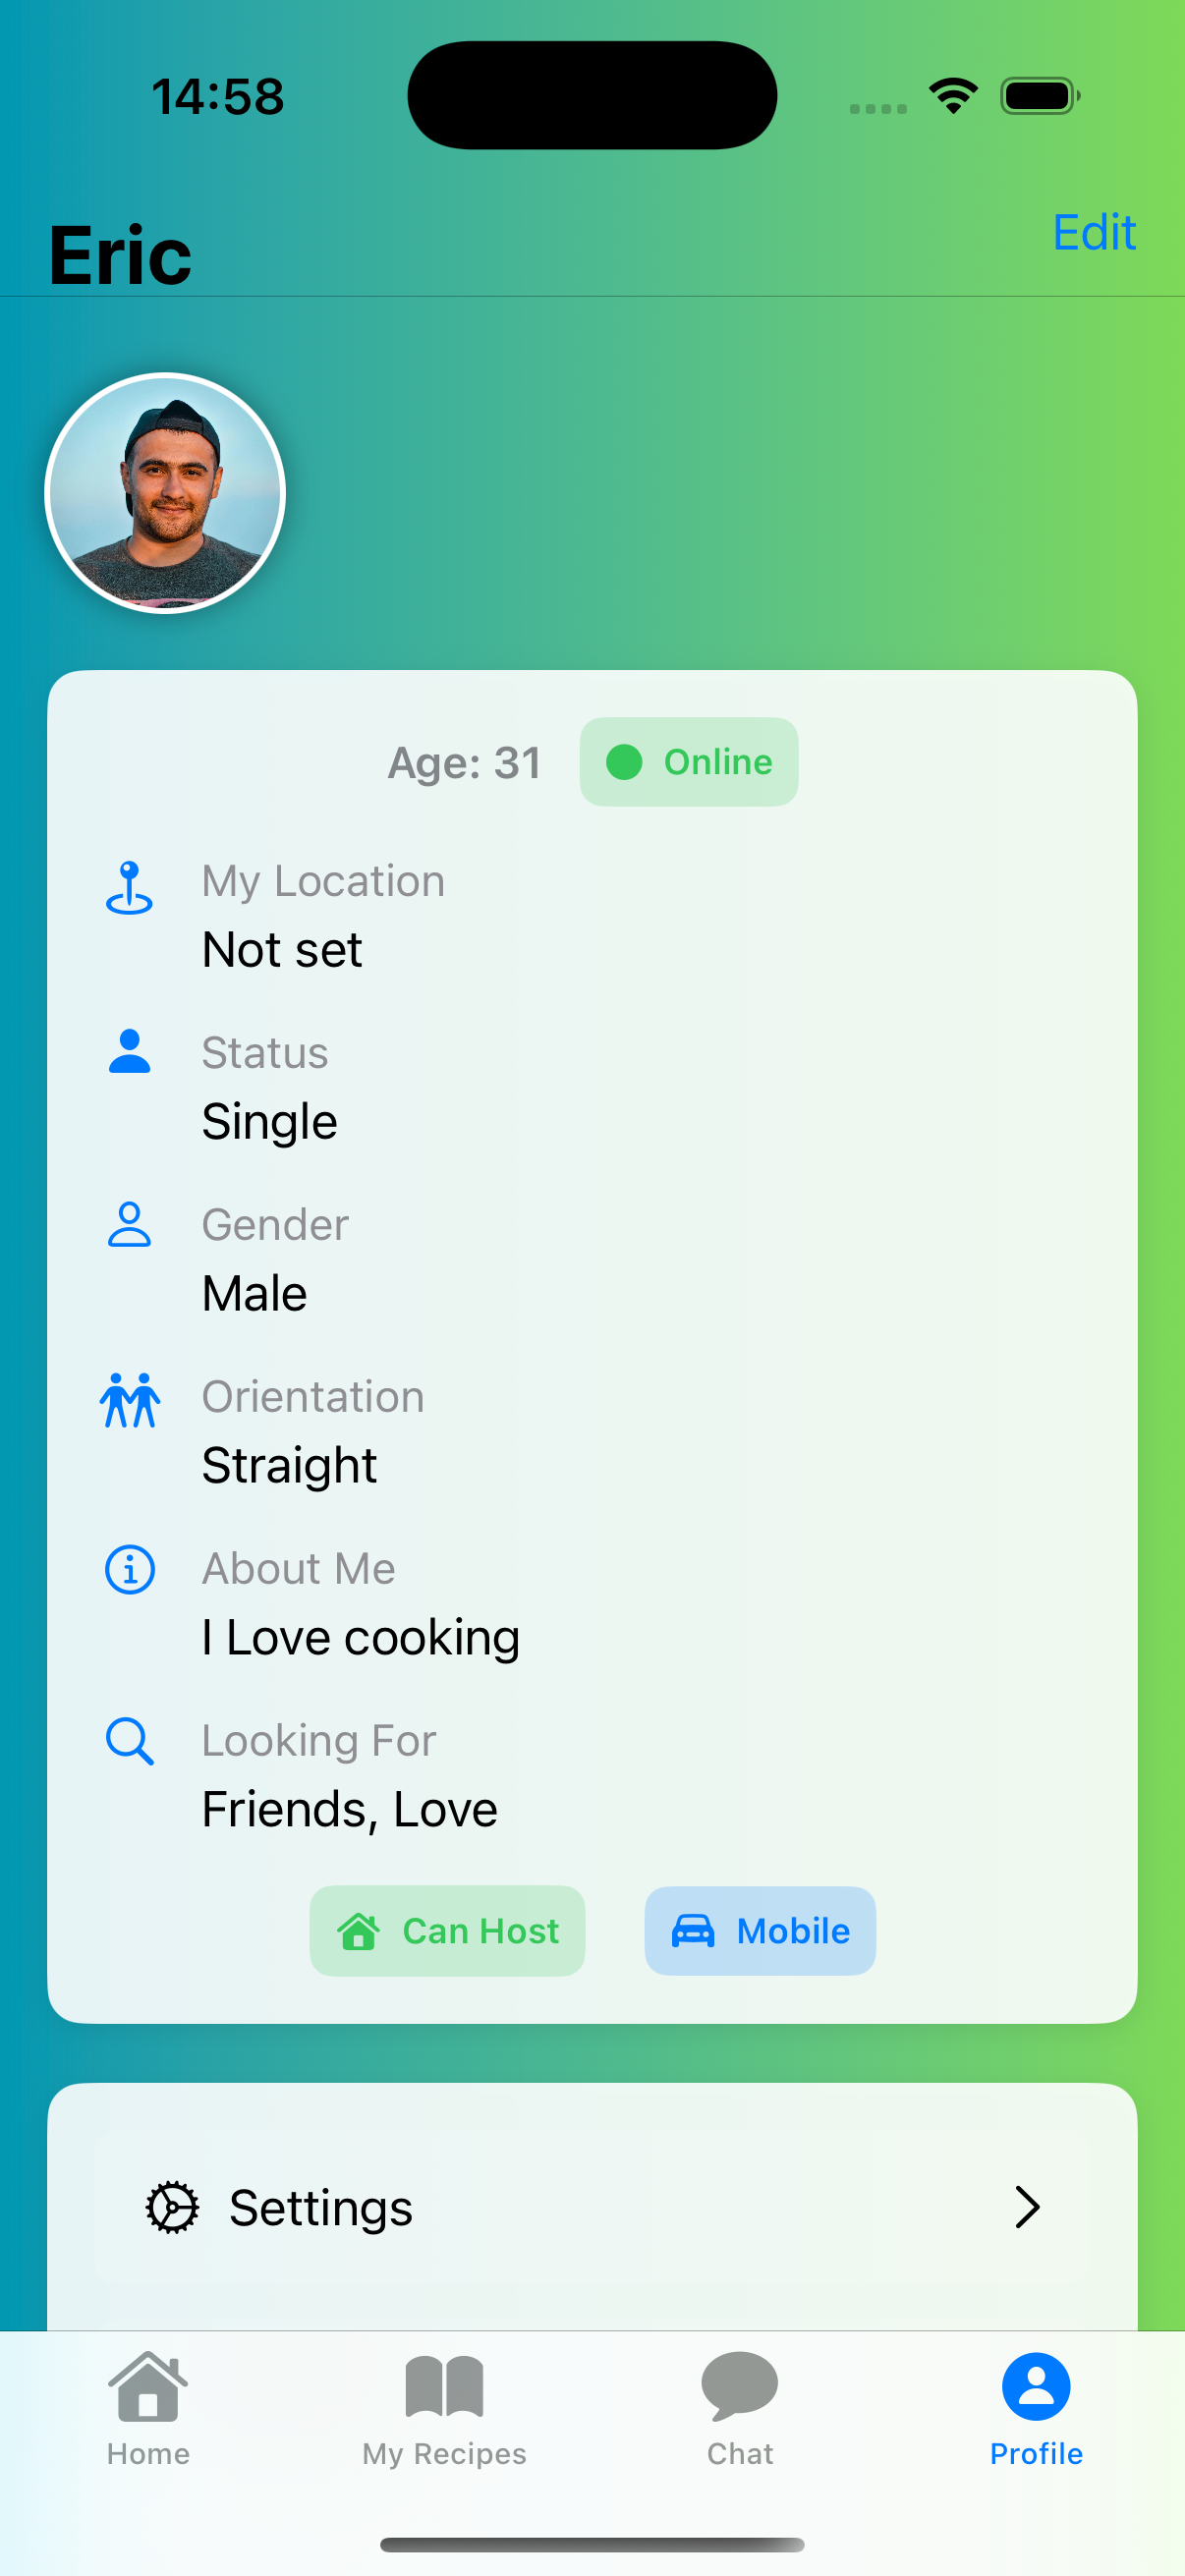 14:58
Eric
Edit
Age: 31
Online
My Location
Not set
Status
Single
Gender
Male
Orientation
Straight
About Me
I Love cooking
Looking For
Friends, Love
Can Host
Mobile
Settings
Home
My Recipes
Chat
Profile